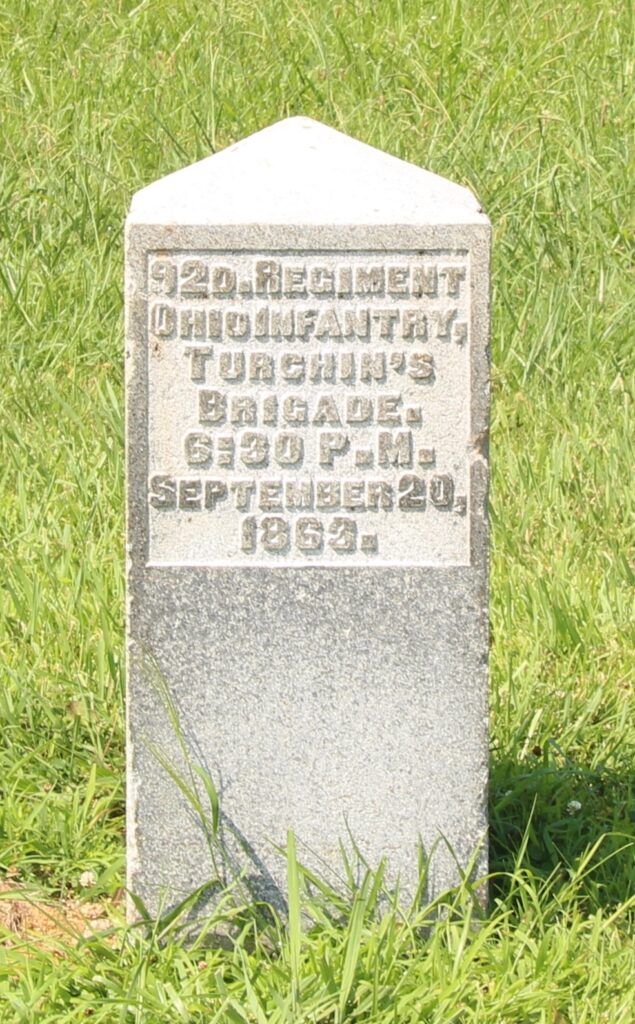 92D. REGIMENT
OHIO INFANTRY,
TURCHIN'S
BRIGADE.
6:30 P.M.
SEPTEMBER 20,
1863.